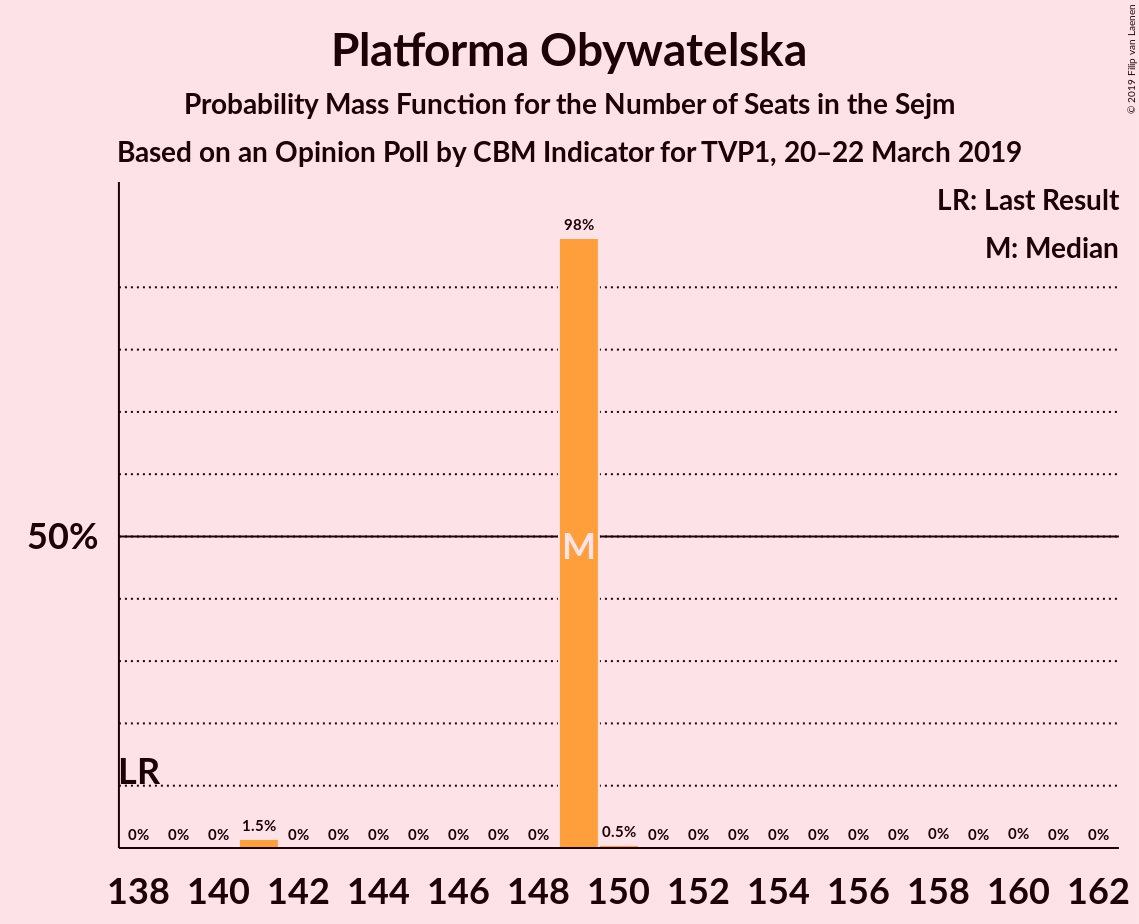 Platforma Obywatelska
Probability Mass Function for the Number of Seats in the Sejm
Based on an Opinion Poll by CBM Indicator for TVP1, 20–22 March 2019
© 2019 Filip van Laenen
LR: Last Result
M: Median
98%
50%
M
LR
0% 0% 0% 1.5% 0% 0% 0% 0% 0% 0% 0% 0.5% 0% 0% 0% 0% 0% 0% 0% 0% 0% 0% 0% 0%
138 140 142 144 146 148 150 152 154 156 158 160 162